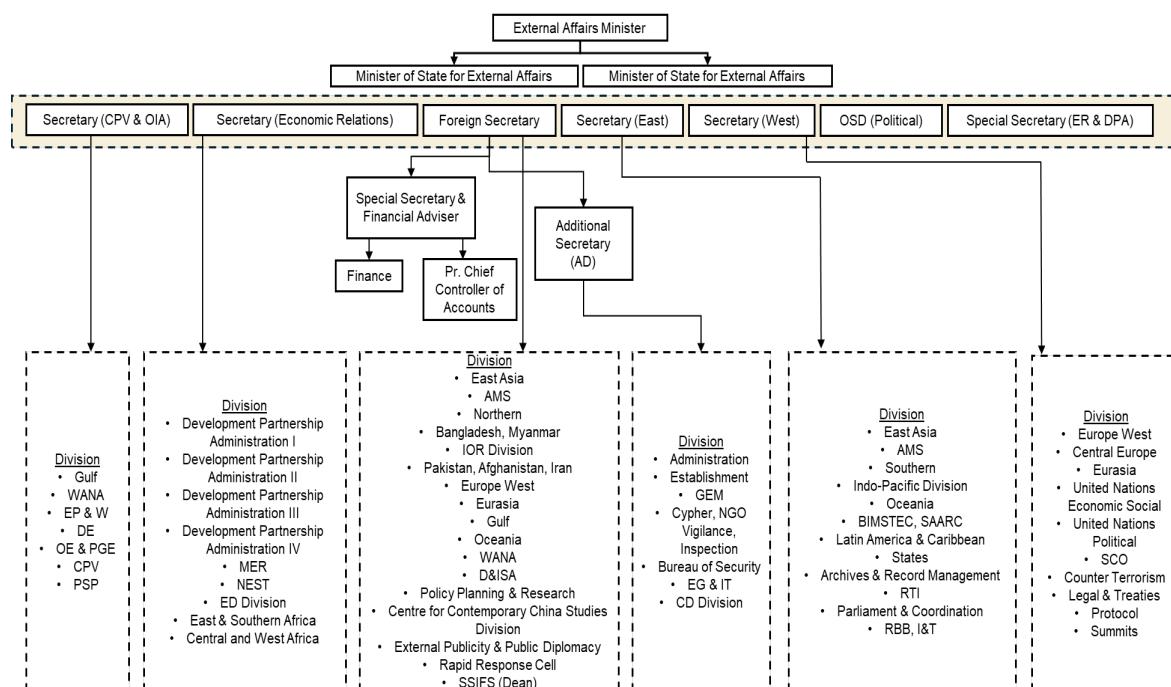 External Affairs Minister
Minister of State for External Affairs
Minister of State for External Affairs
Secretary (CPV & OIA)
Secretary (Economic Relations)
Foreign Secretary
Secretary (East)
Secretary (West)
OSD (Political)
Special Secretary (ER & DPA)
Special Secretary &
Financial Adviser
Additional
Secretary
(AD)
Finance
Pr. Chief
Controller of
Accounts
Division
• Gulf
• WANA
• EP & W
• DE
• OE & PGE
• CPV
• PSP
Division
• Development Partnership
Administration I
• Development Partnership
Administration II
• Development Partnership
Administration III
• Development Partnership
Administration IV
• MER
• NEST
• ED Division
• East & Southern Africa
• Central and West Africa
Division
• East Asia
• AMS
• Northern
• Bangladesh, Myanmar
• IOR Division
• Pakistan, Afghanistan, Iran
• Europe West
• Eurasia
• Gulf
• Oceania
• WANA
• D&ISA
• Policy Planning & Research
• Centre for Contemporary China Studies
Division
• External Publicity & Public Diplomacy
• Rapid Response Cell
• SSIFS (Dean)
Division
• Administration
• Establishment
• GEM
• Cypher, NGO
Vigilance,
Inspection
• Bureau of Security
• EG & IT
• CD Division
Division
• East Asia
• AMS
• Southern
• Indo-Pacific Division
• Oceania
• BIMSTEC, SAARC
• Latin America & Caribbean
States
• Archives & Record Management
• RTI
• Parliament & Coordination
• RBB, I&T
Division
• Europe West
• Central Europe
• Eurasia
• United Nations
Economic Social
• United Nations
Political
• SCO
• Counter Terrorism
• Legal & Treaties
• Protocol
• Summits